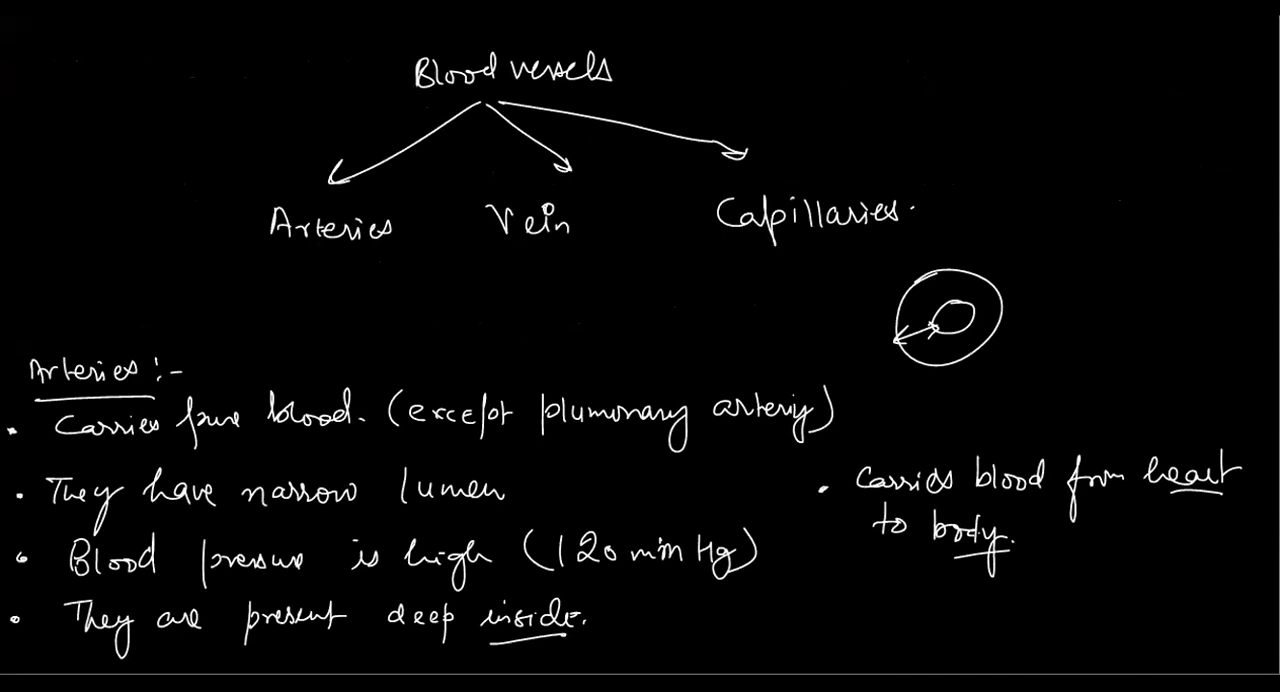 Blood vessels
Arteries Vein Capillaries.
Arteries :-
• Carries pure blood. (except plumonary arteriy)
• They have narrow lumen
• Carries blood from heart
to body.
• Blood pressure is high (120 mm Hg)
• They are present deep inside.